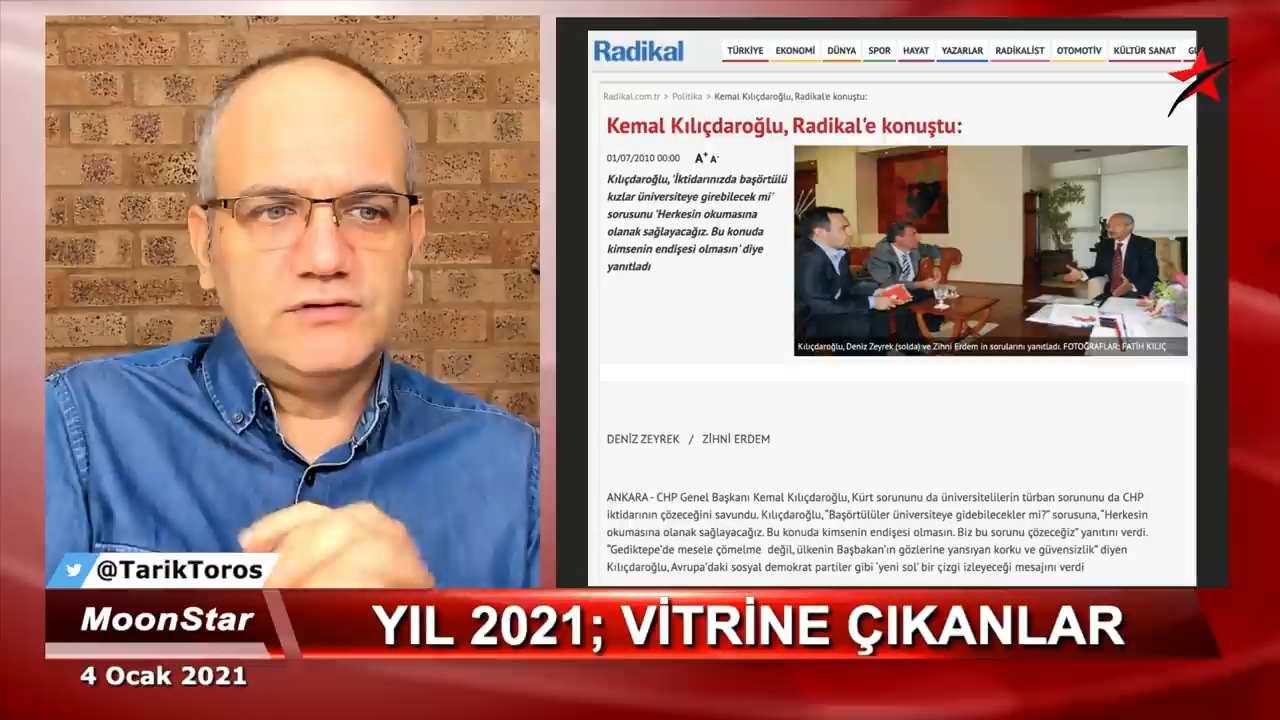 Radikal
TÜRKİYE EKONOMİ DÜNYA SPOR HAYAT YAZARLAR RADİKALİST OTOMOTİV KÜLTÜR SANAT
Radikal.com.tr > Politika > Kemal Kılıçdaroğlu, Radikal'e konuştu:
Kemal Kılıçdaroğlu, Radikal'e konuştu:
01/07/2010 00:00 A+ A-
Kılıçdaroğlu, 'İktidarınızda başörtülü
kızlar üniversiteye girebilecek mi'
sorusunu 'Herkesin okumasına
olanak sağlayacağız. Bu konuda
kimsenin endişesi olmasın' diye
yanıtladı
Kılıçdaroğlu, Deniz Zeyrek (solda) ve Zihni Erdem in sorularını yanıtladı. FOTOĞRAFLAR: FATİH KILIÇ
DENİZ ZEYREK / ZİHNİ ERDEM
ANKARA - CHP Genel Başkanı Kemal Kılıçdaroğlu, Kürt sorununu da üniversitelilerin türban sorununu da CHP
iktidarının çözeceğini savundu. Kılıçdaroğlu, “Başörtülüler üniversiteye gidebilecekler mi?” sorusuna, “Herkesin
okumasına olanak sağlayacağız. Bu konuda kimsenin endişesi olmasın. Biz bu sorunu çözeceğiz” yanıtını verdi.
“Gediktepe’de mesele çömelme değil, ülkenin Başbakan’ın gözlerine yansıyan korku ve güvensizlik” diyen
Kılıçdaroğlu, Avrupa’daki sosyal demokrat partiler gibi ‘yeni sol’ bir çizgi izleyeceği mesajını verdi
@TarikToros
MoonStar
YIL 2021; VİTRİNE ÇIKANLAR
4 Ocak 2021